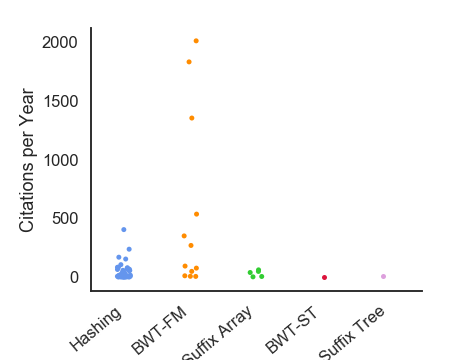 2000
1500
1000
500
0
Citations per Year
Hashing
BWT-FM
Suffix Array
BWT-ST
Suffix Tree